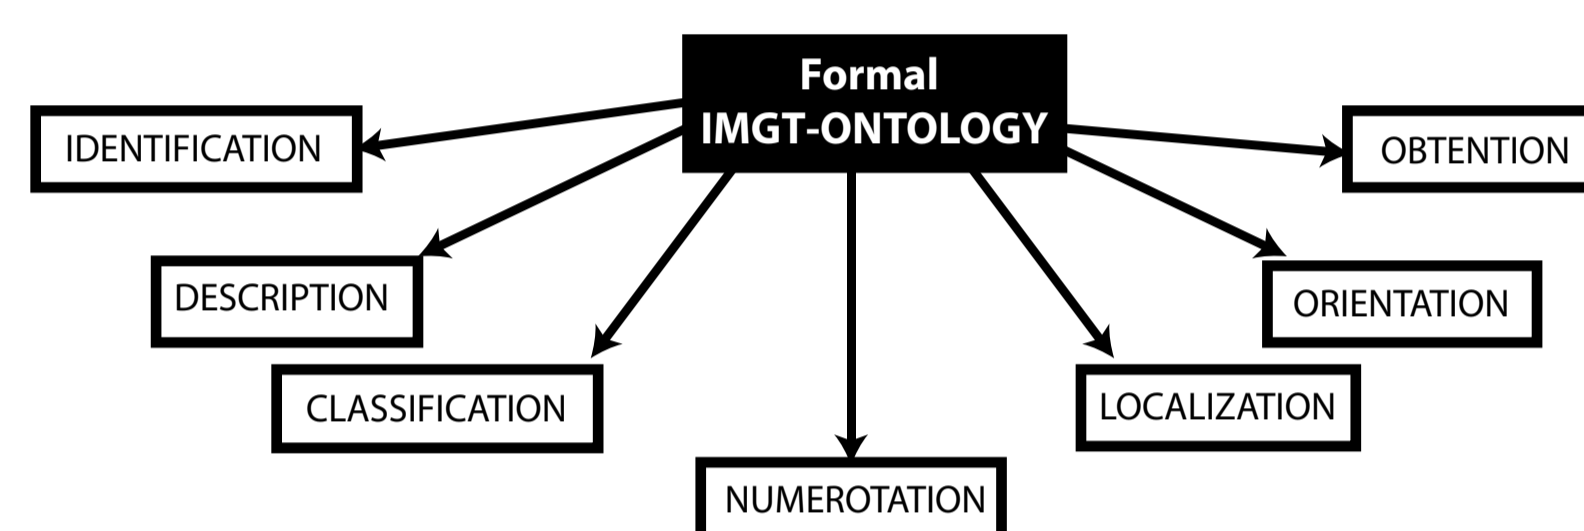 Formal
IMGT-ONTOLOGY
IDENTIFICATION
OBTENTION
DESCRIPTION
ORIENTATION
CLASSIFICATION
LOCALIZATION
NUMEROTATION